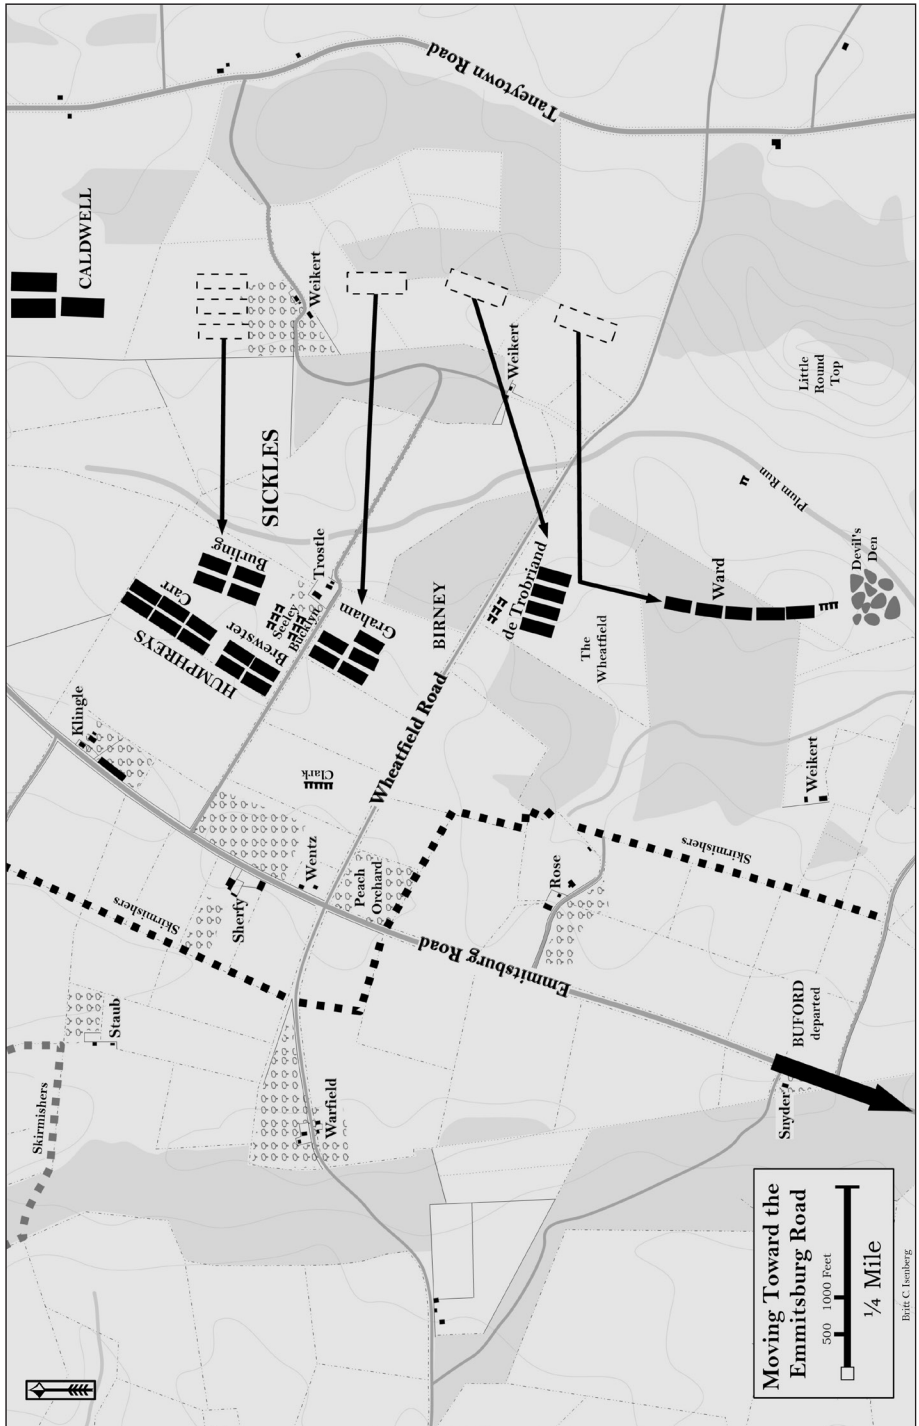 Taneytown Road
CALDWELL
Weikert
Weikert
Little
Round
Top
SICKLES
Plum Run
Burling
Carr
Trostle
Seeley
Bucklyn
Brewster
HUMPHREYS
Graham
BIRNEY
de Trobriand
Ward
Devil's
Den
The
Wheatfield
Klingle
Clark
Wheatfield Road
Weikert
Skirmishers
Wentz
Peach
Orchard
Rose
Sherfy
Skirmishers
Emmitsburg Road
Staub
BUFORD
departed
Skirmishers
Warfield
Snyder
Moving Toward the
Emmitsburg Road
500 1000 Feet
¼ Mile
Britt C. Isenberg